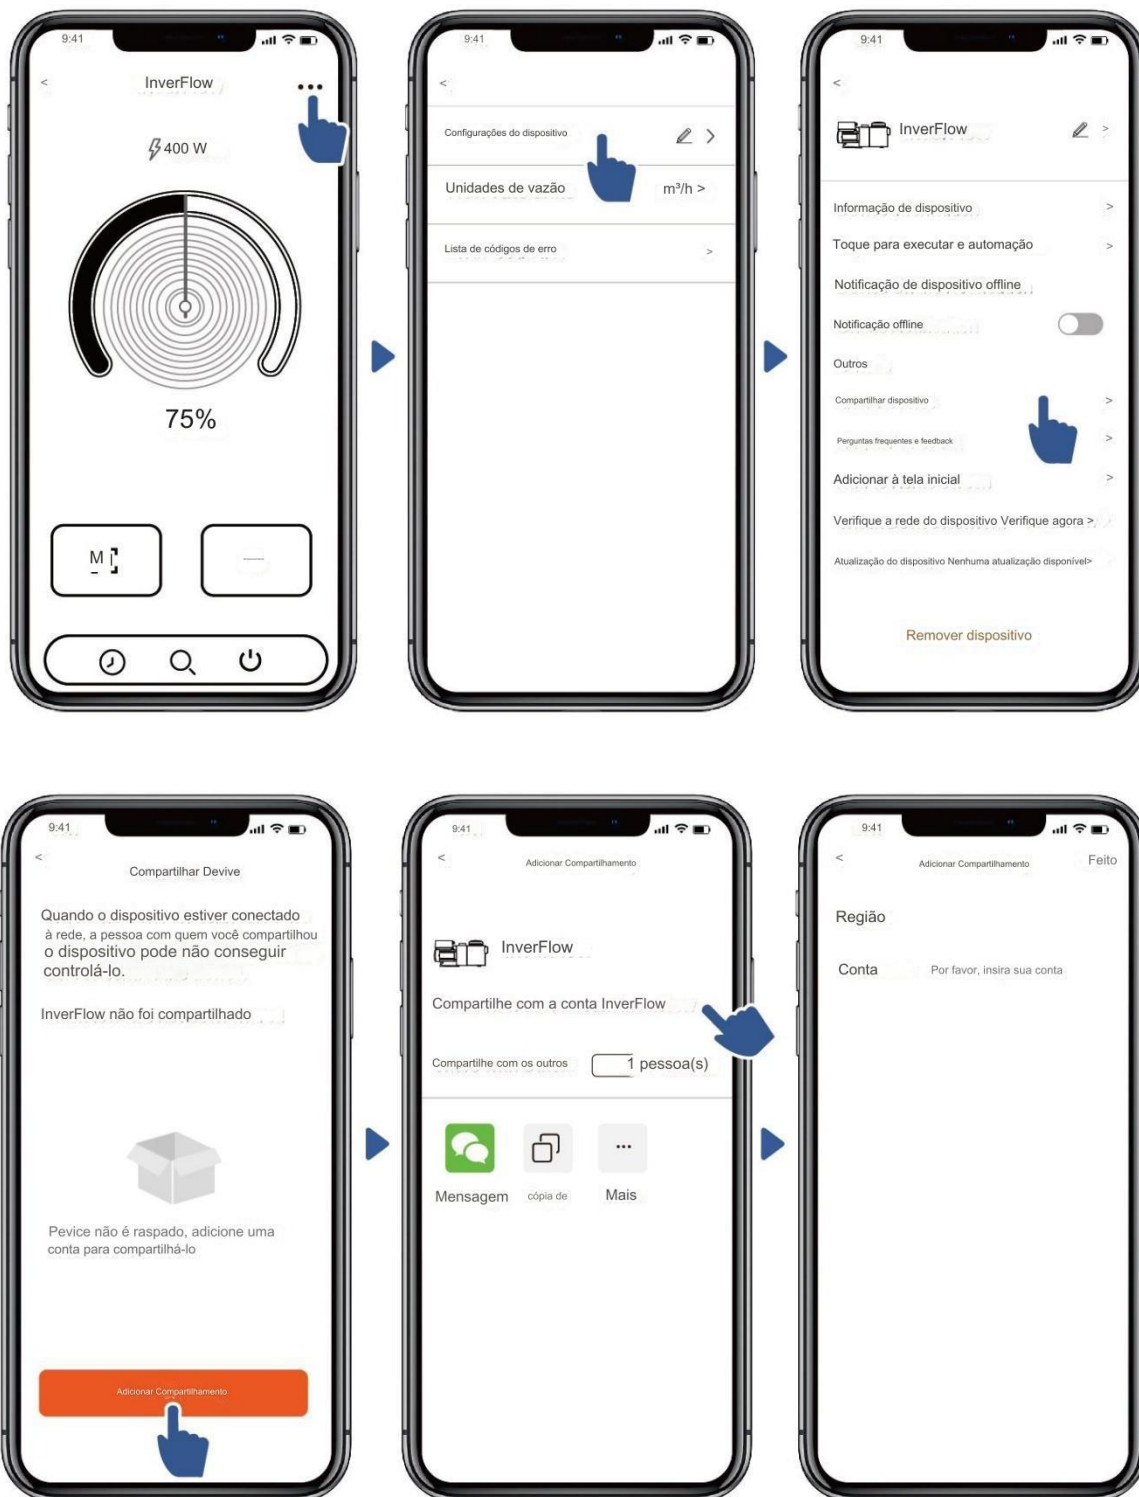 9:41
<
InverFlow
•••
400 W
75%
M
9:41
<
Configurações do dispositivo >
Unidades de vazão m³/h >
Lista de códigos de erro >
9:41
<
InverFlow >
Informação de dispositivo >
Toque para executar e automação >
Notificação de dispositivo offline
Notificação offline
Outros
Compartilhar dispositivo >
Perguntas frequentes e feedback >
Adicionar à tela inicial >
Verifique a rede do dispositivo Verifique agora >
Atualização do dispositivo Nenhuma atualização disponível>
Remover dispositivo
9:41
<
Compartilhar Devive
Quando o dispositivo estiver conectado
à rede, a pessoa com quem você compartilhou
o dispositivo pode não conseguir
controlá-lo.
InverFlow não foi compartilhado
Pevice não é raspado, adicione uma
conta para compartilhá-lo
Adicionar Compartilhamento
9:41
< Adicionar Compartilhamento
InverFlow
Compartilhe com a conta InverFlow
Compartilhe com os outros 1 pessoa(s)
Mensagem cópia de Mais
9:41
< Adicionar Compartilhamento Feito
Região
Conta Por favor, insira sua conta